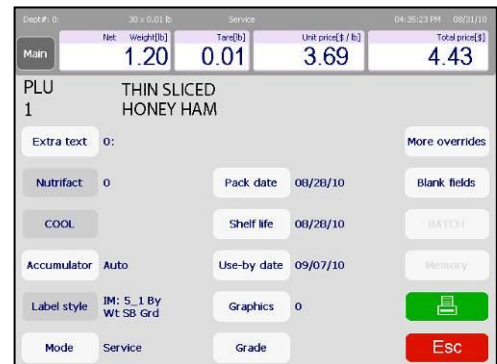 Dept#: 0: 30 x 0.01 lb Service 04:35:23 PM 08/31/10
Main Net Weight[lb] Tare[lb] Unit price[$ / lb] Total price[$]
1.20 0.01 3.69 4.43
PLU THIN SLICED
1 HONEY HAM
Extra text 0: More overrides
Nutrifact 0 Pack date 08/28/10 Blank fields
COOL Shelf life 08/28/10 BATCH
Accumulator Auto Use-by date 09/07/10 Memory
Label style IM: 5_1 By
Wt SB Grd Graphics 0
Mode Service Grade Esc